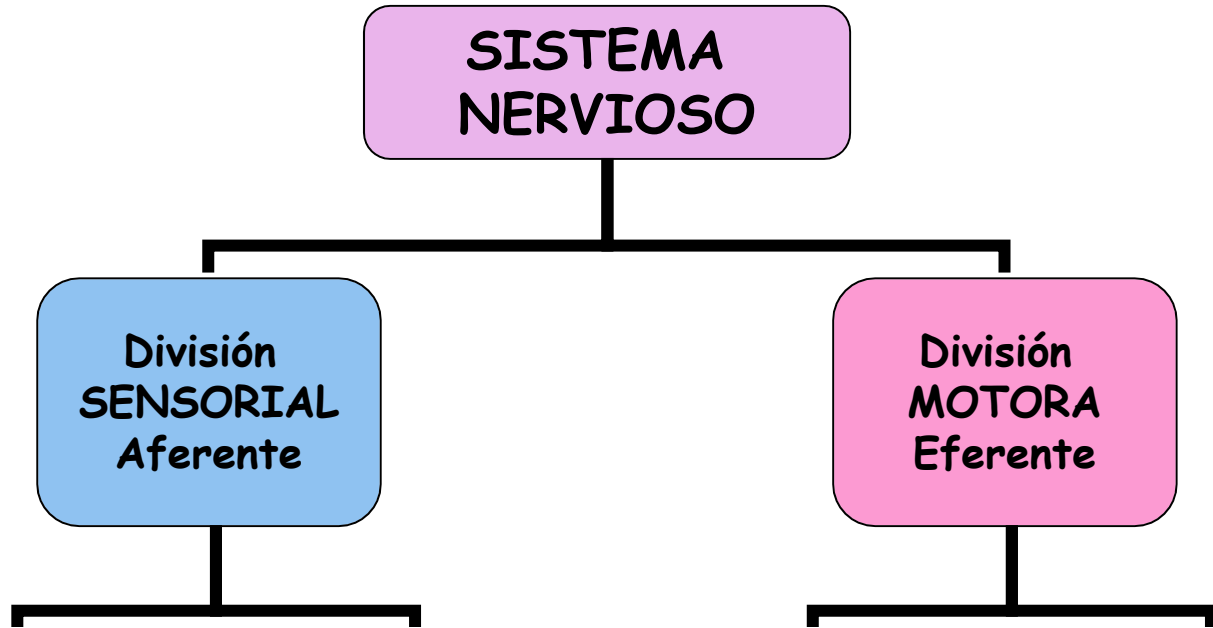 SISTEMA
NERVIOSO
División
SENSORIAL
Aferente
División
MOTORA
Eferente